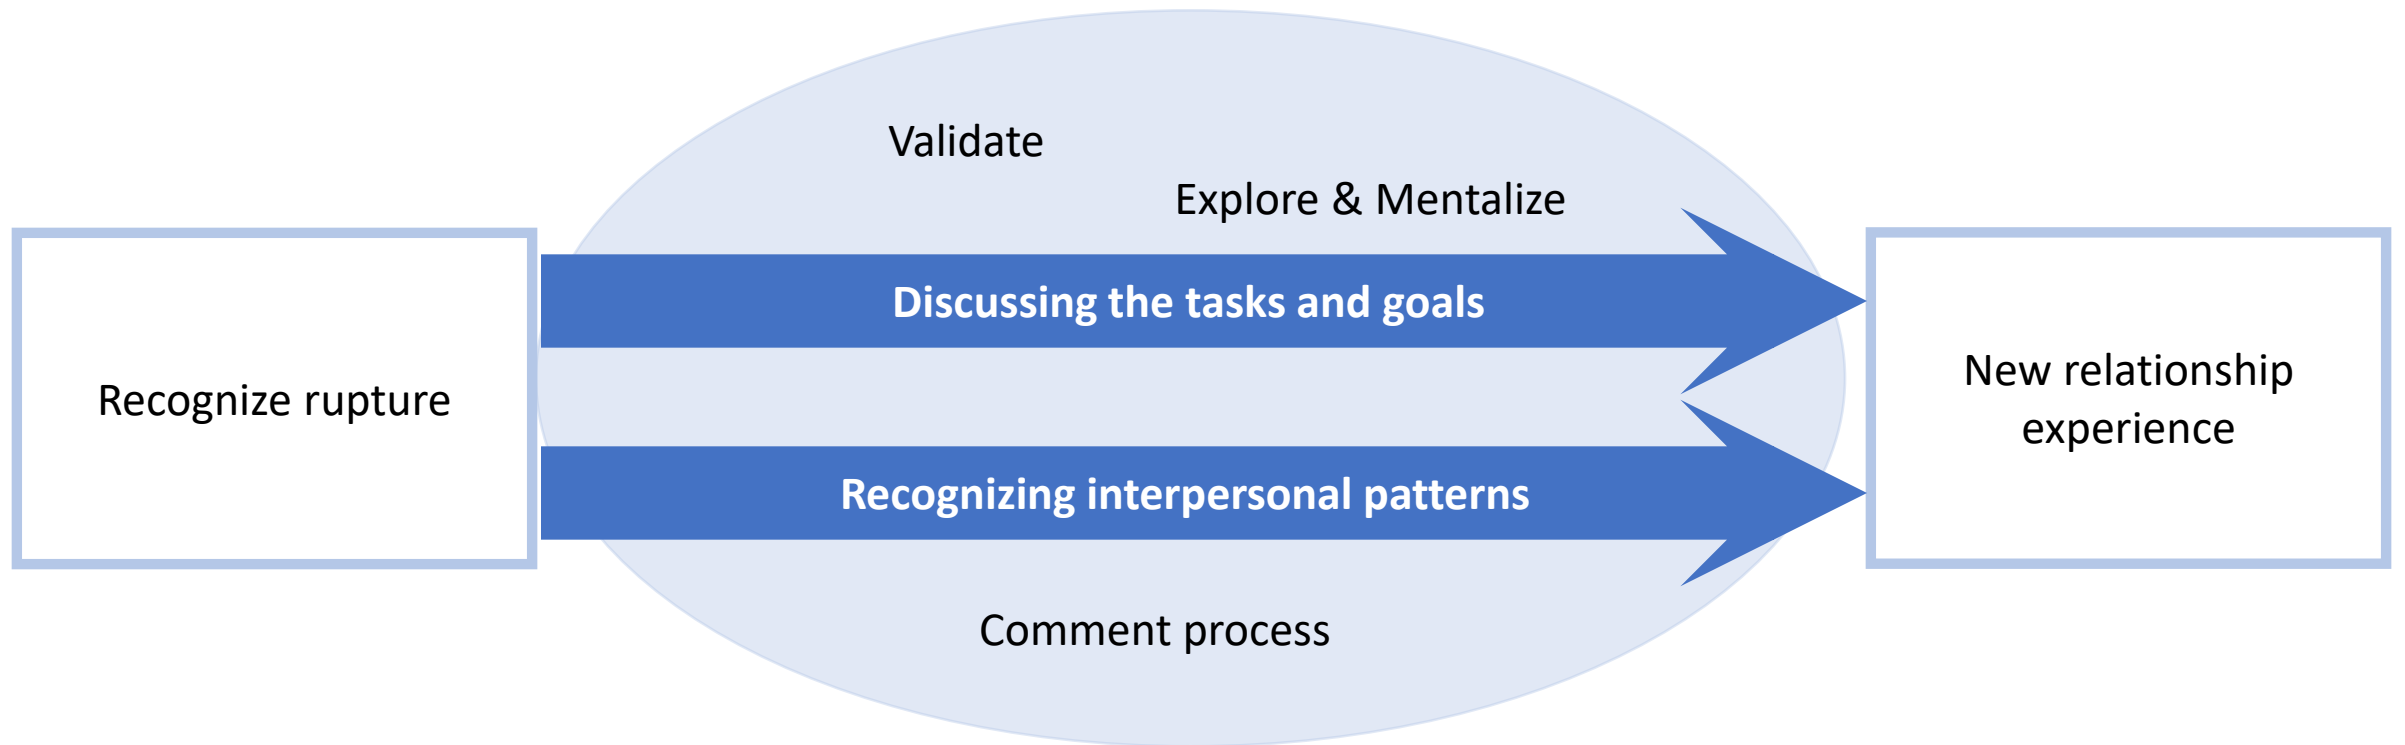 Validate
Explore & Mentalize
Discussing the tasks and goals
Recognize rupture
New relationship
experience
Recognizing interpersonal patterns
Comment process